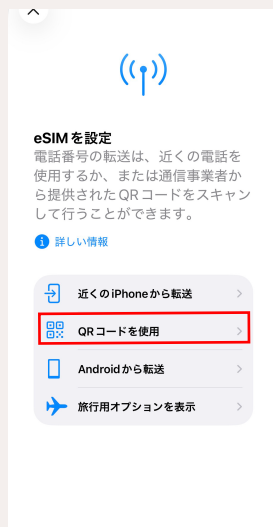 eSIMを設定
電話番号の転送は、近くの電話を
使用するか、または通信事業者か
ら提供されたQRコードをスキャン
して行うことができます。
詳しい情報
近くのiPhoneから転送
QRコードを使用
Androidから転送
旅行用オプションを表示